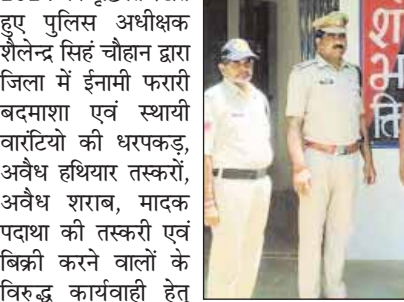 हुए पुलिस अधीक्षक
शैलेन्द्र सिहं चौहान द्वारा
जिला में ईनामी फरारी
बदमाशा एवं स्थायी
वारंटियो की धरपकड़,
अवैध हथियार तस्करों,
अवैध शराब, मादक
पदाथा की तस्करी एवं
बिक्री करने वालों के
विरुद्ध कार्यवाही हेतु